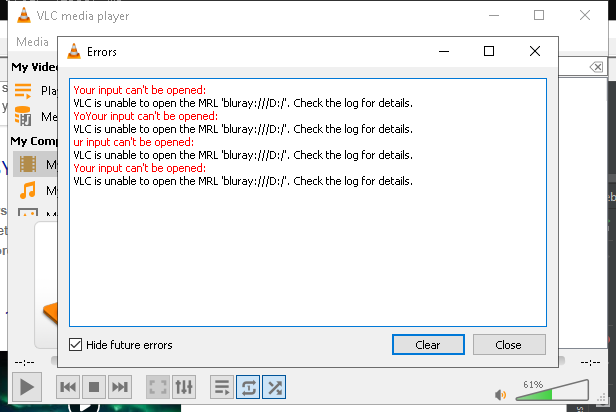 VLC media player
Media
Errors
My Video
Pla
Me
My Comp
My
My
M
Your input can't be opened:
VLC is unable to open the MRL 'bluray:///D:/'. Check the log for details.
YoYour input can't be opened:
VLC is unable to open the MRL 'bluray:///D:/'. Check the log for details.
ur input can't be opened:
VLC is unable to open the MRL 'bluray:///D:/'. Check the log for details.
Your input can't be opened:
VLC is unable to open the MRL 'bluray:///D:/'. Check the log for details.
Hide future errors
Clear
Close
--:--
--:--
61%